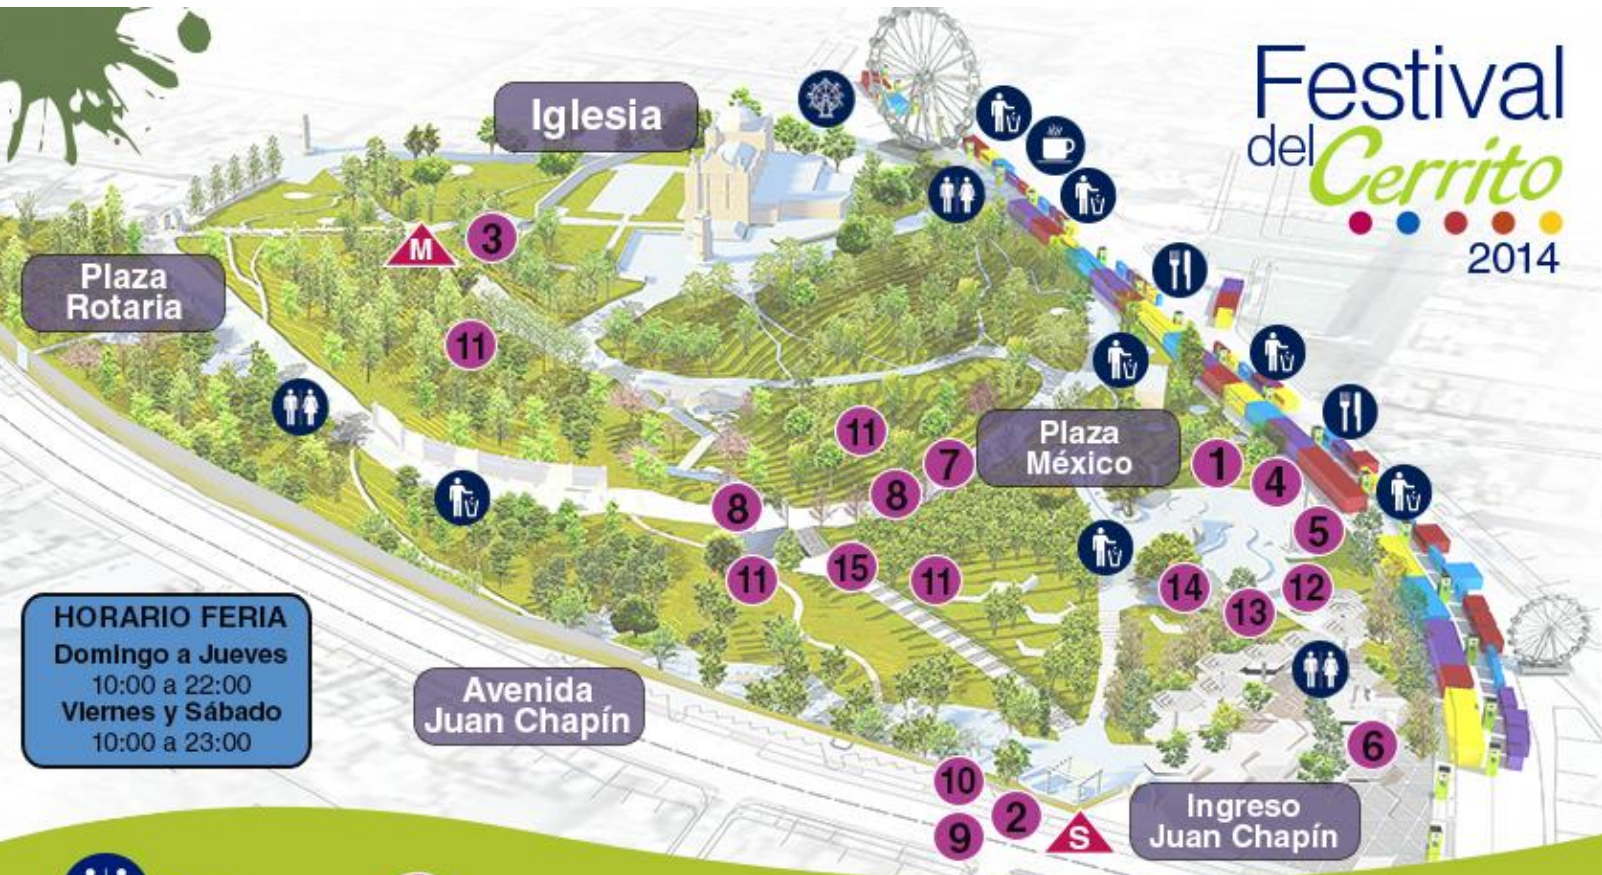 Festival
del Cerrito
2014
Iglesia
M
3
Plaza
Rotaria
11
11
7
Plaza
México
1
4
8
8
5
11
15
11
14
13
12
HORARIO FERIA
DomIngo a Jueves
10:00 a 22:00
VIernes y Sábado
10:00 a 23:00
Avenida
Juan Chapín
6
10
2
9
S
Ingreso
Juan Chapín